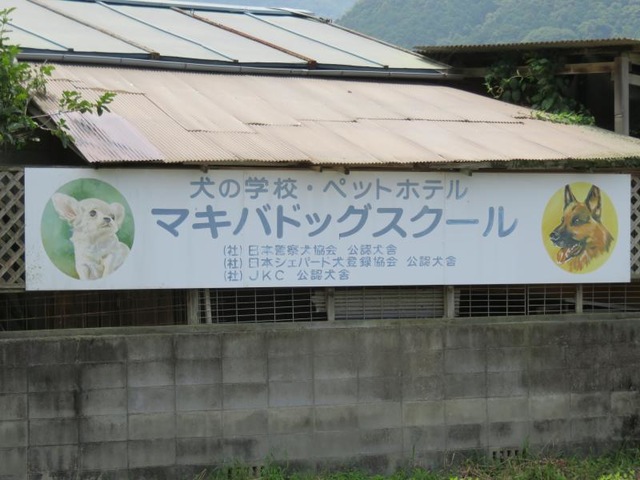 犬の学校・ペットホテル
マキバドッグスクール
(社)日本警察犬協会 公認犬舎
(社)日本シェパード犬登録協会 公認犬舎
(社)JKC 公認犬舎